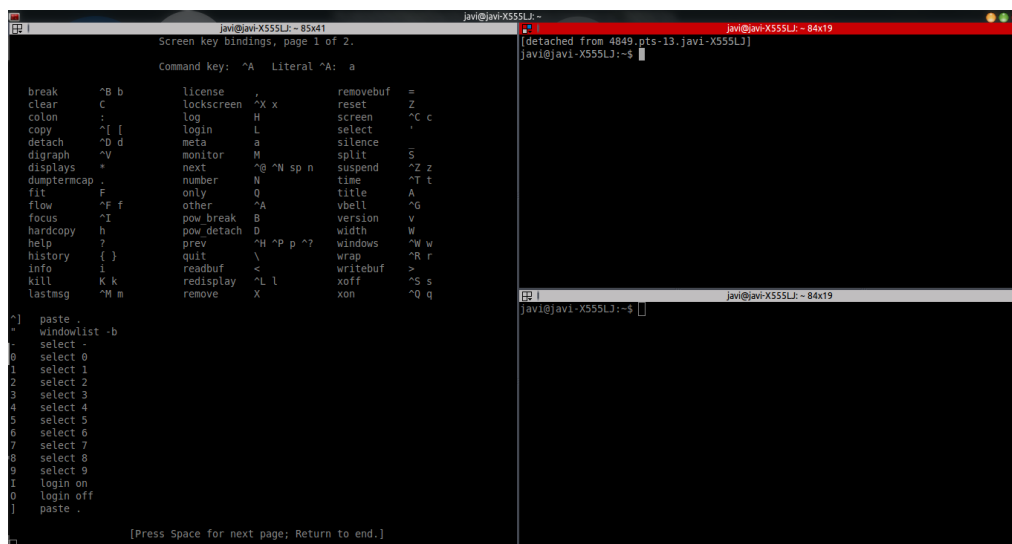 javi@javi-X555LJ: ~
javi@javi-X555LJ: ~ 85x41
Screen key bindings, page 1 of 2.
Command key:  ^A   Literal ^A:  a
break       ^B b       license     ,          removebuf   =
clear       C          lockscreen  ^X x       reset       Z
colon       :          log         H          screen      ^C c
copy        ^[ [       login       L          select      '
detach      ^D d       meta        a          silence     _
digraph     ^V         monitor     M          split       S
displays    *          next        ^@ ^N sp n suspend     ^Z z
dumptermcap .          number      N          time        ^T t
fit         F          only        Q          title       A
flow        ^F f       other       ^A         vbell       ^G
focus       ^I         pow_break   B          version     v
hardcopy    h          pow_detach  D          width       W
help        ?          prev        ^H ^P p ^? windows     ^W w
history     { }        quit        \          wrap        ^R r
info        i          readbuf     <          writebuf    >
kill        K k        redisplay   ^L l       xoff        ^S s
lastmsg     ^M m       remove      X          xon         ^Q q
^]   paste .
"    windowlist -b
-    select -
0    select 0
1    select 1
2    select 2
3    select 3
4    select 4
5    select 5
6    select 6
7    select 7
8    select 8
9    select 9
I    login on
O    login off
]    paste .
[Press Space for next page; Return to end.]
javi@javi-X555LJ: ~ 84x19
[detached from 4849.pts-13.javi-X555LJ]
javi@javi-X555LJ:~$
javi@javi-X555LJ: ~ 84x19
javi@javi-X555LJ:~$